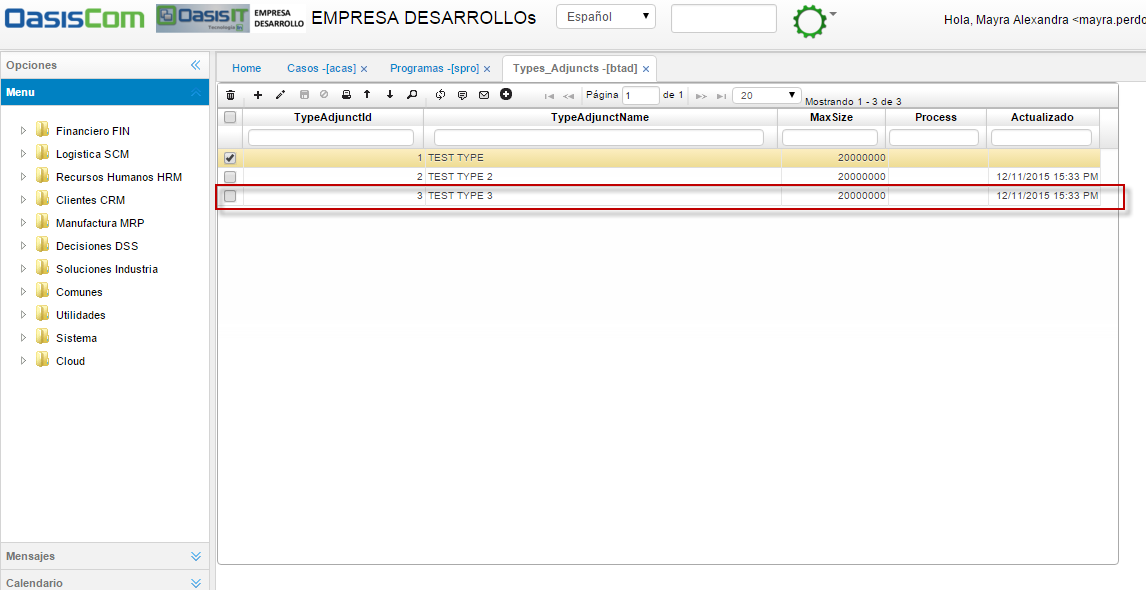 OasisCom OasisIT Tecnología EMPRESA DESARROLLO EMPRESA DESARROLLOs Español Hola, Mayra Alexandra <mayra.perdo
Opciones
Menu
Financiero FIN
Logistica SCM
Recursos Humanos HRM
Clientes CRM
Manufactura MRP
Decisiones DSS
Soluciones Industria
Comunes
Utilidades
Sistema
Cloud
Mensajes
Calendario
Home Casos -[acas] × Programas -[spro] × Types_Adjuncts -[btad] ×
Página 1 de 1 20 Mostrando 1 - 3 de 3
TypeAdjunctId TypeAdjunctName MaxSize Process Actualizado
1 TEST TYPE 20000000
2 TEST TYPE 2 20000000 12/11/2015 15:33 PM
3 TEST TYPE 3 20000000 12/11/2015 15:33 PM